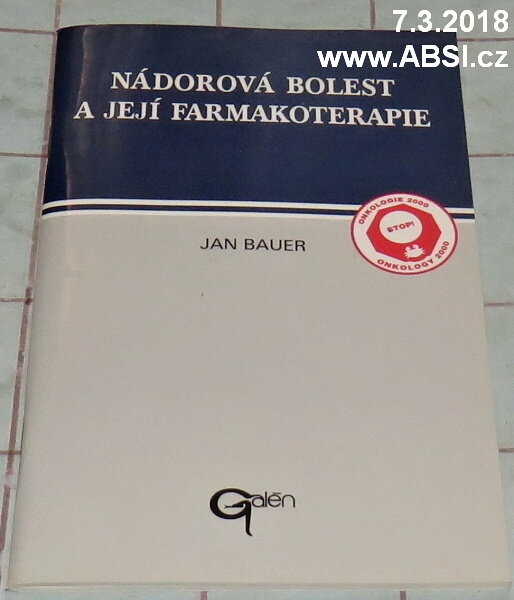 7.3.2018
www.ABSI.cz
NÁDOROVÁ BOLEST
A JEJÍ FARMAKOTERAPIE
JAN BAUER
ONKOLOGIE 2000
STOP!
ONKOLOGY 2000
Galén